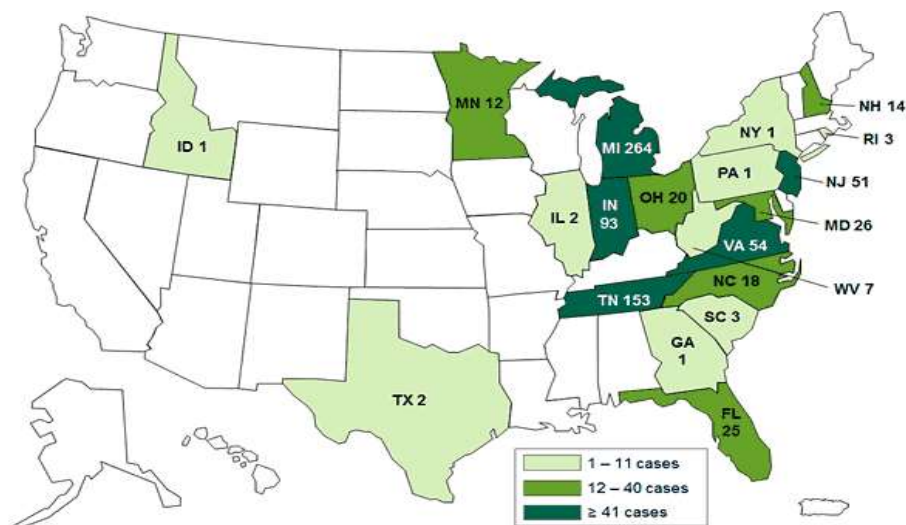 MN 12
NH 14
ID 1
NY 1
RI 3
MI 264
PA 1
NJ 51
IL 2
IN
93
OH 20
MD 26
VA 54
WV 7
NC 18
TN 153
SC 3
GA
1
TX 2
FL
25
1 – 11 cases
12 – 40 cases
≥ 41 cases